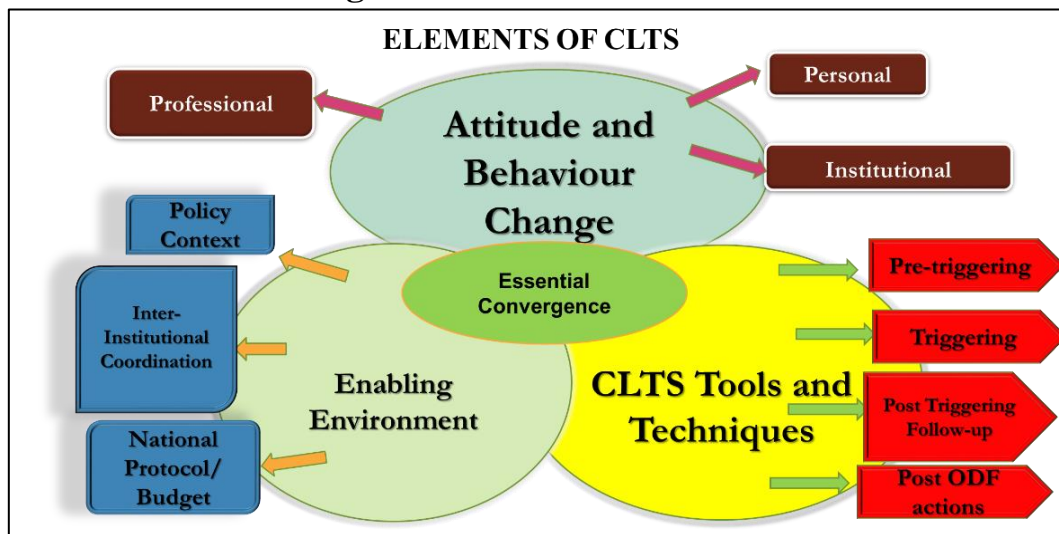 ELEMENTS OF CLTS
Professional
Personal
Attitude and
Behaviour
Change
Institutional
Policy
Context
Essential
Convergence
Pre-triggering
Inter-
Institutional
Coordination
Triggering
Enabling
Environment
CLTS Tools and
Techniques
Post Triggering
Follow-up
National
Protocol/
Budget
Post ODF
actions